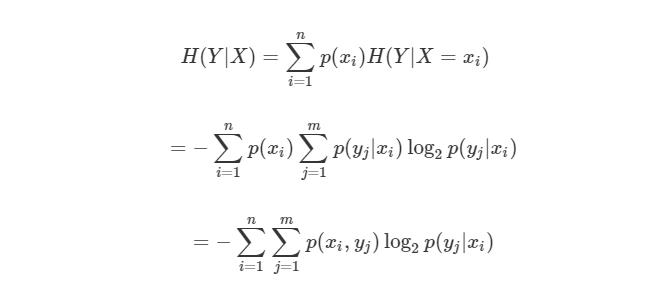 H(Y|X) = \sum_{i=1}^{n} p(x_i)H(Y|X = x_i)
= -\sum_{i=1}^{n} p(x_i) \sum_{j=1}^{m} p(y_j|x_i) \log_2 p(y_j|x_i)
= -\sum_{i=1}^{n} \sum_{j=1}^{m} p(x_i, y_j) \log_2 p(y_j|x_i)